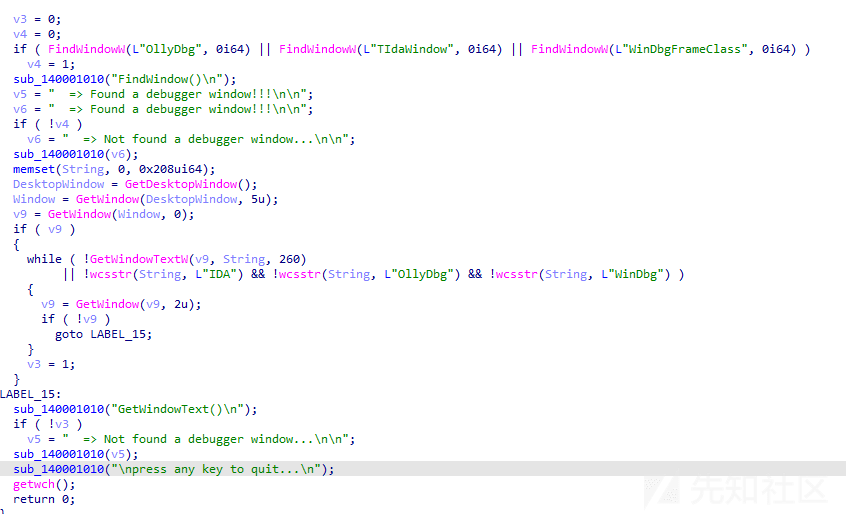 v3 = 0;
v4 = 0;
if ( FindWindowW(L"OllyDbg", 0i64) || FindWindowW(L"TIdaWindow", 0i64) || FindWindowW(L"WinDbgFrameClass", 0i64) )
v4 = 1;
sub_140001010("FindWindow()\n");
v5 = "  => Found a debugger window!!!\n\n";
v6 = "  => Found a debugger window!!!\n\n";
if ( !v4 )
v6 = "  => Not found a debugger window...\n\n";
sub_140001010(v6);
memset(String, 0, 0x208ui64);
DesktopWindow = GetDesktopWindow();
Window = GetWindow(DesktopWindow, 5u);
v9 = GetWindow(Window, 0);
if ( v9 )
{
while ( !GetWindowTextW(v9, String, 260)
|| !wcsstr(String, L"IDA") && !wcsstr(String, L"OllyDbg") && !wcsstr(String, L"WinDbg") )
{
v9 = GetWindow(v9, 2u);
if ( !v9 )
goto LABEL_15;
}
v3 = 1;
}
LABEL_15:
sub_140001010("GetWindowText()\n");
if ( !v3 )
v5 = "  => Not found a debugger window...\n\n";
sub_140001010(v5);
sub_140001010("\npress any key to quit...\n");
getwch();
return 0;
}
先知社区